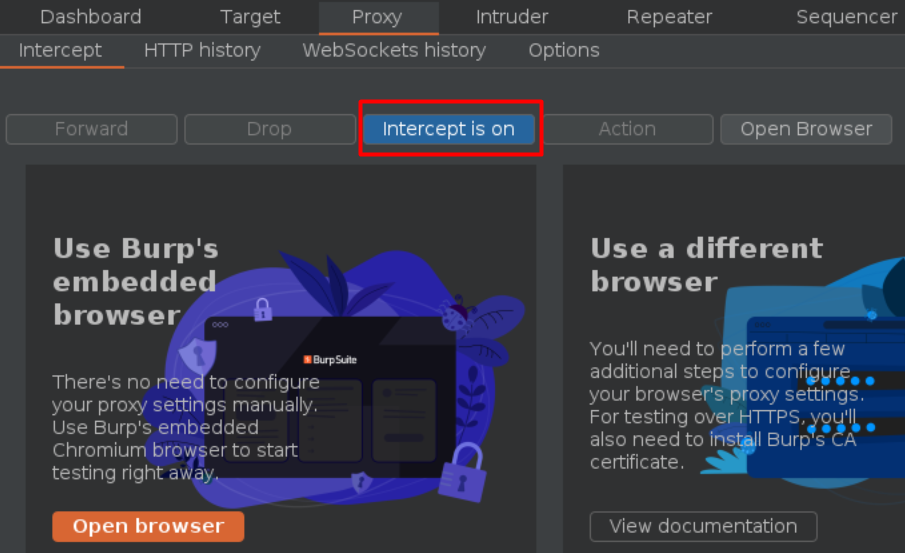 Dashboard Target Proxy Intruder Repeater Sequencer
Intercept HTTP history WebSockets history Options
Forward Drop Intercept is on Action Open Browser
Use Burp's
embedded
browser
BurpSuite
There's no need to configure
your proxy settings manually.
Use Burp's embedded
Chromium browser to start
testing right away.
Open browser
Use a different
browser
You'll need to perform a few
additional steps to configure
your browser's proxy settings.
For testing over HTTPS, you'll
also need to install Burp's CA
certificate.
View documentation